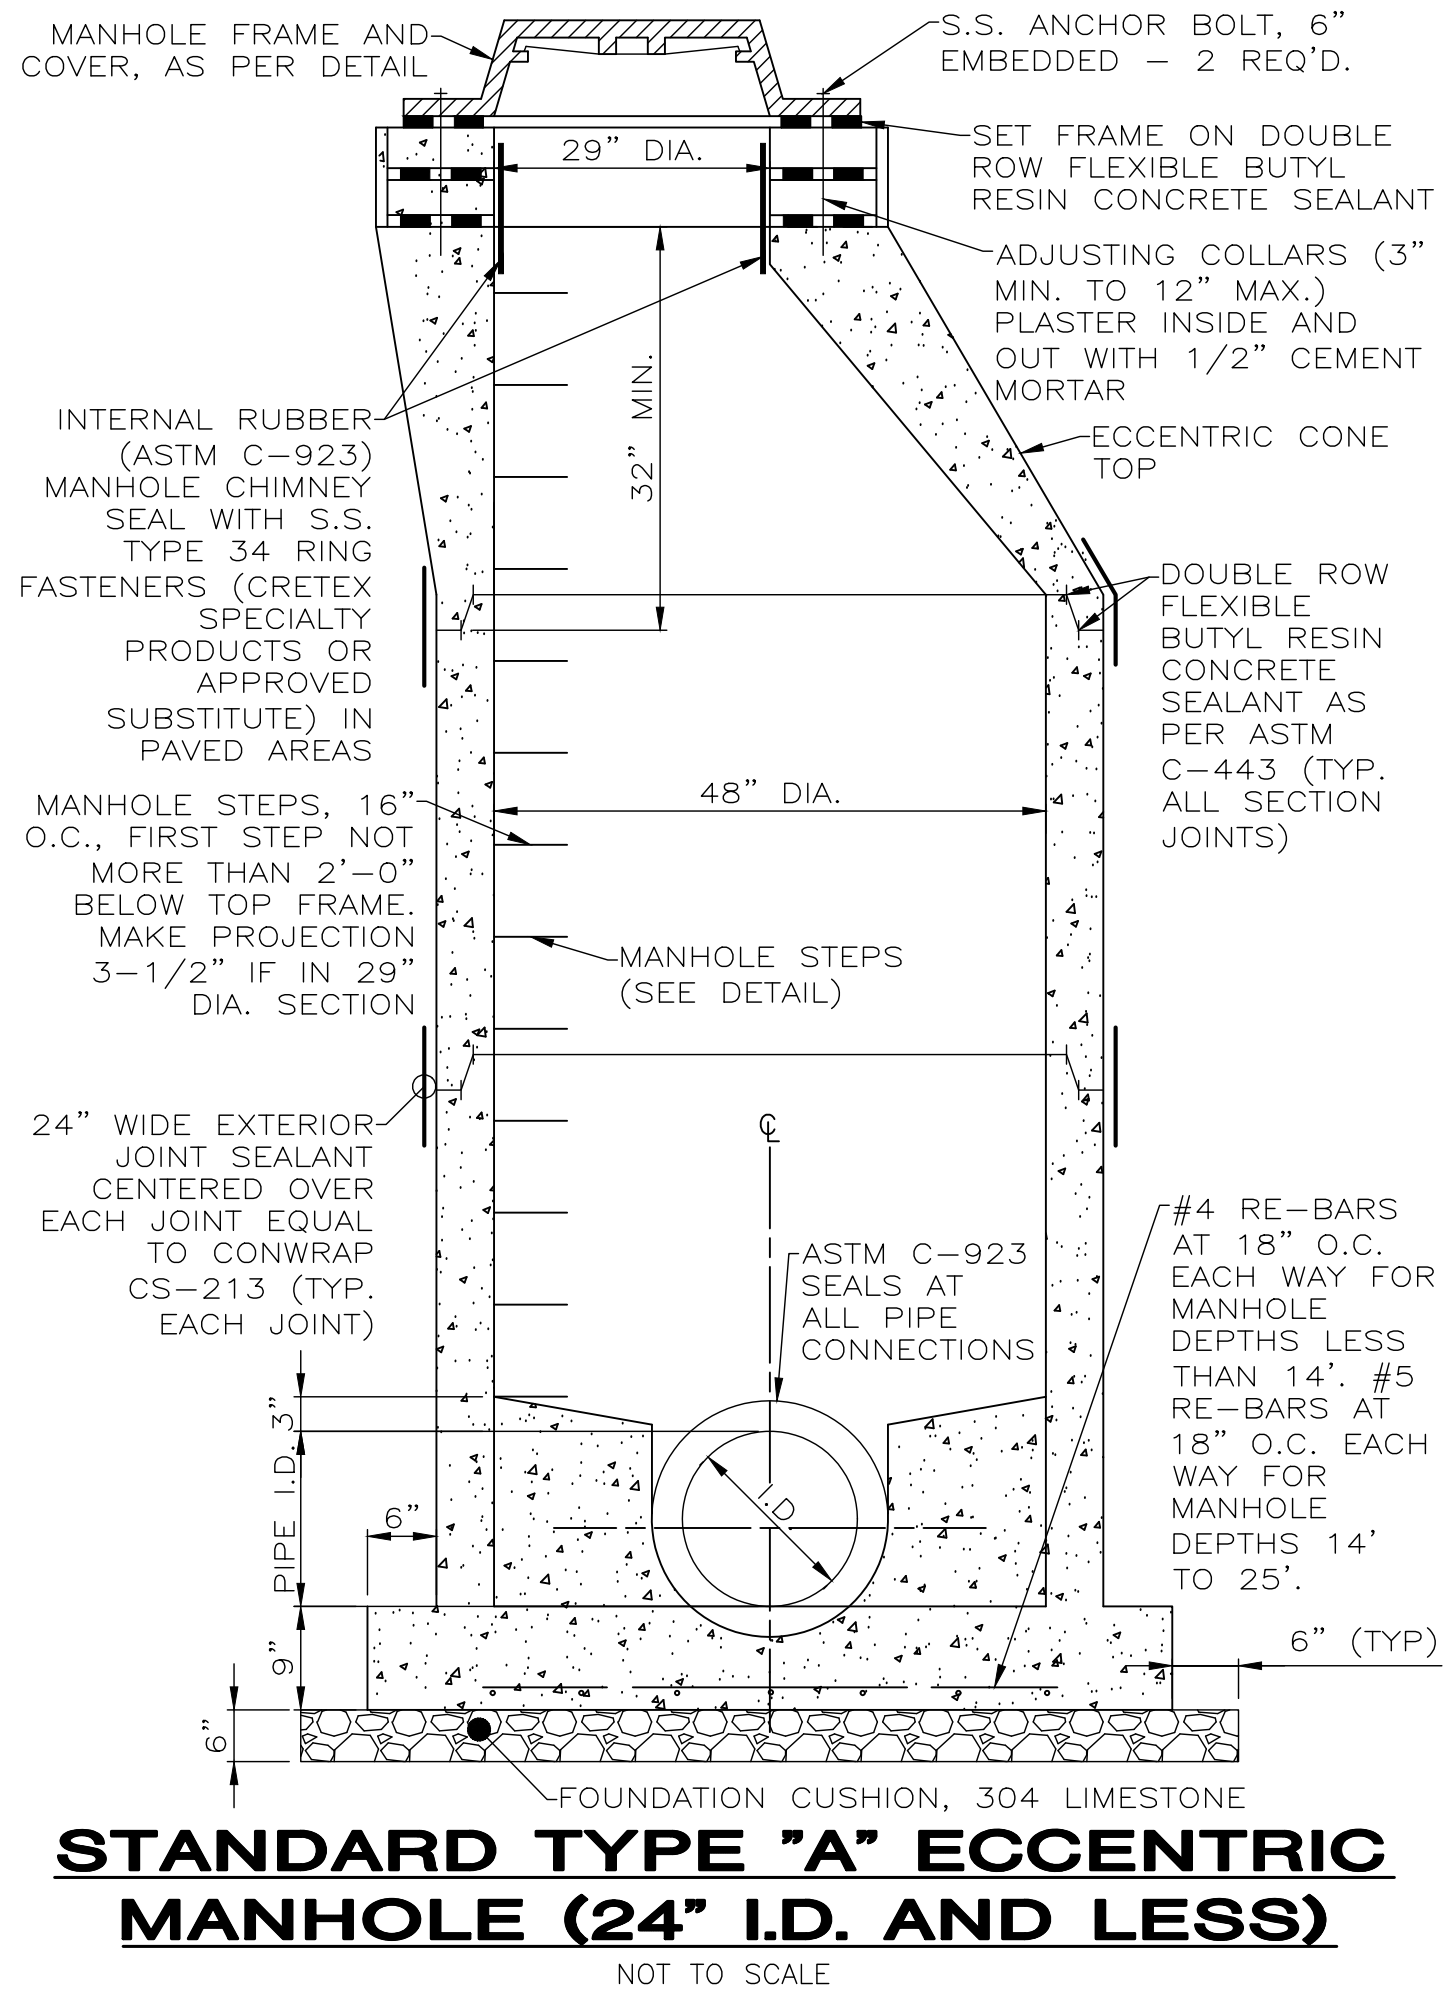 MANHOLE FRAME AND
COVER, AS PER DETAIL
S.S. ANCHOR BOLT, 6"
EMBEDDED – 2 REQ'D.
SET FRAME ON DOUBLE
ROW FLEXIBLE BUTYL
RESIN CONCRETE SEALANT
29" DIA.
ADJUSTING COLLARS (3"
MIN. TO 12" MAX.)
PLASTER INSIDE AND
OUT WITH 1/2" CEMENT
MORTAR
32" MIN.
ECCENTRIC CONE
TOP
INTERNAL RUBBER
(ASTM C–923)
MANHOLE CHIMNEY
SEAL WITH S.S.
TYPE 34 RING
FASTENERS (CRETEX
SPECIALTY
PRODUCTS OR
APPROVED
SUBSTITUTE) IN
PAVED AREAS
DOUBLE ROW
FLEXIBLE
BUTYL RESIN
CONCRETE
SEALANT AS
PER ASTM
C–443 (TYP.
ALL SECTION
JOINTS)
48" DIA.
MANHOLE STEPS, 16"
O.C., FIRST STEP NOT
MORE THAN 2'–0"
BELOW TOP FRAME.
MAKE PROJECTION
3–1/2" IF IN 29"
DIA. SECTION
MANHOLE STEPS
(SEE DETAIL)
24" WIDE EXTERIOR
JOINT SEALANT
CENTERED OVER
EACH JOINT EQUAL
TO CONWRAP
CS–213 (TYP.
EACH JOINT)
℄
ASTM C–923
SEALS AT
ALL PIPE
CONNECTIONS
#4 RE–BARS
AT 18" O.C.
EACH WAY FOR
MANHOLE
DEPTHS LESS
THAN 14'. #5
RE–BARS AT
18" O.C. EACH
WAY FOR
MANHOLE
DEPTHS 14'
TO 25'.
3"
PIPE I.D.
6"
I.D
9"
6" (TYP)
6"
FOUNDATION CUSHION, 304 LIMESTONE
STANDARD TYPE "A" ECCENTRIC
MANHOLE (24" I.D. AND LESS)
NOT TO SCALE